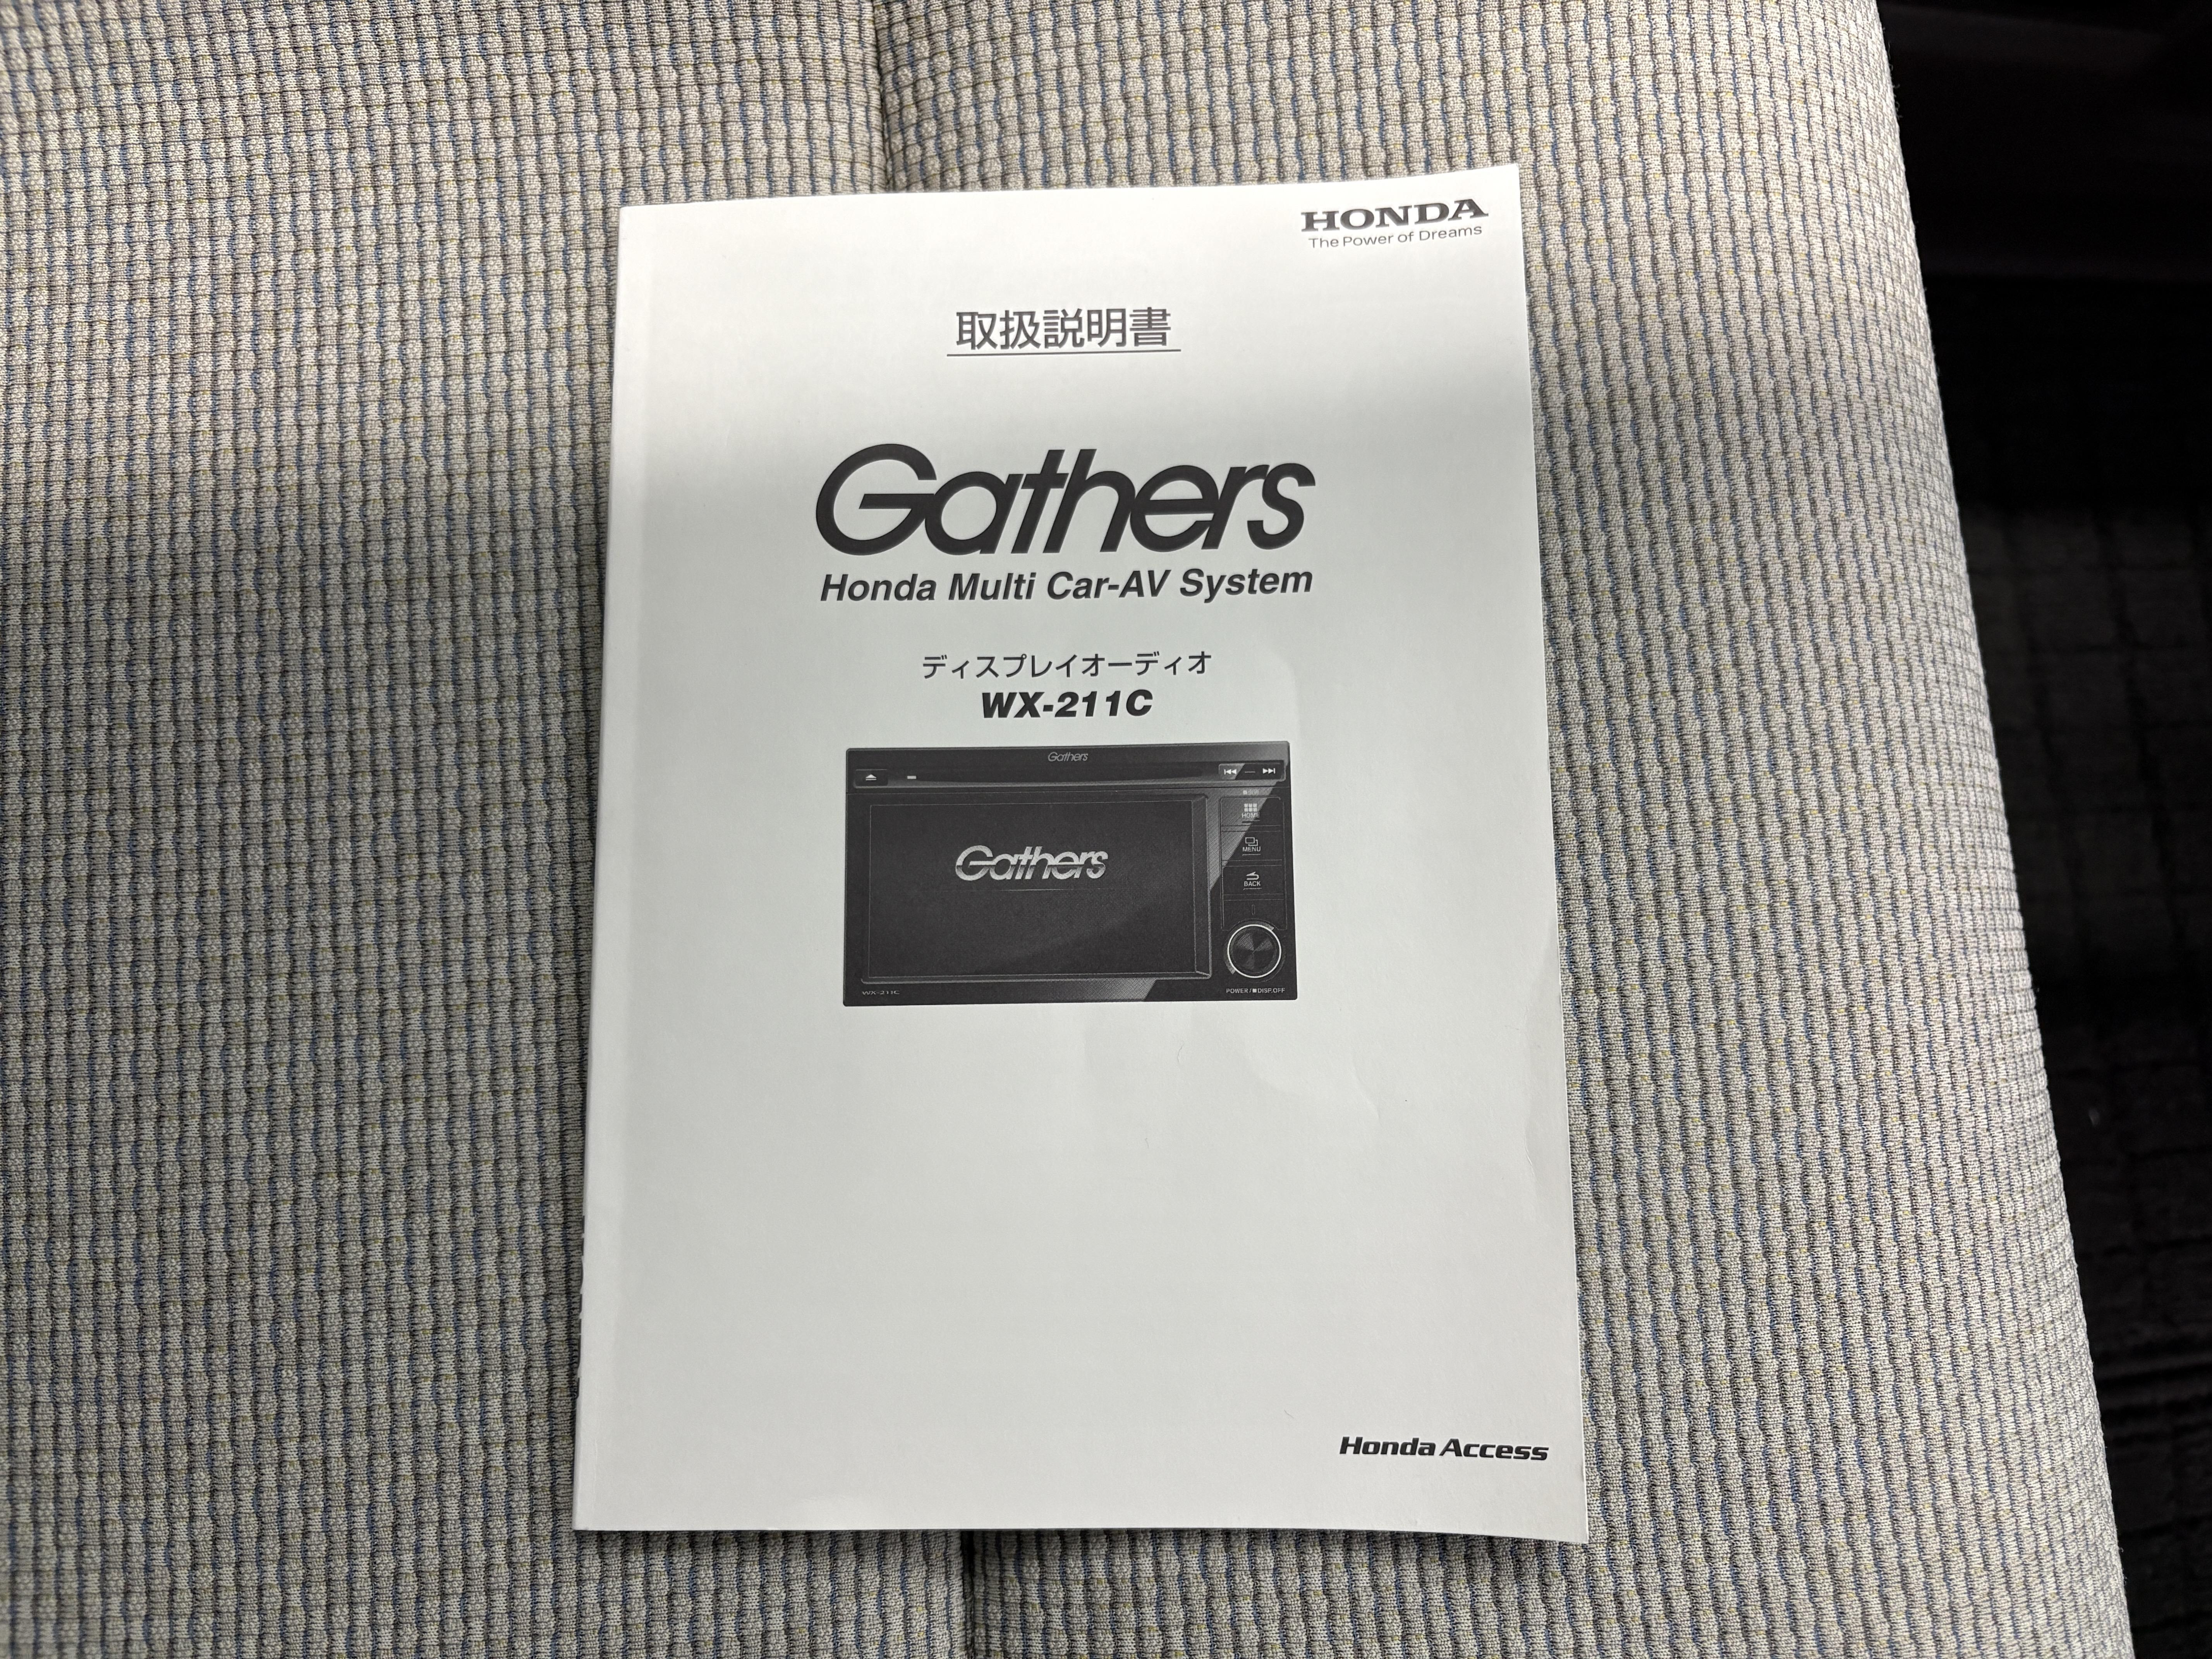 HONDA
The Power of Dreams
取扱説明書
Gathers
Honda Multi Car-AV System
ディスプレイオーディオ
WX-211C
Gathers
Gathers
HOME
MENU
BACK
WX-211C
POWER / ■ DISP.OFF
Honda Access